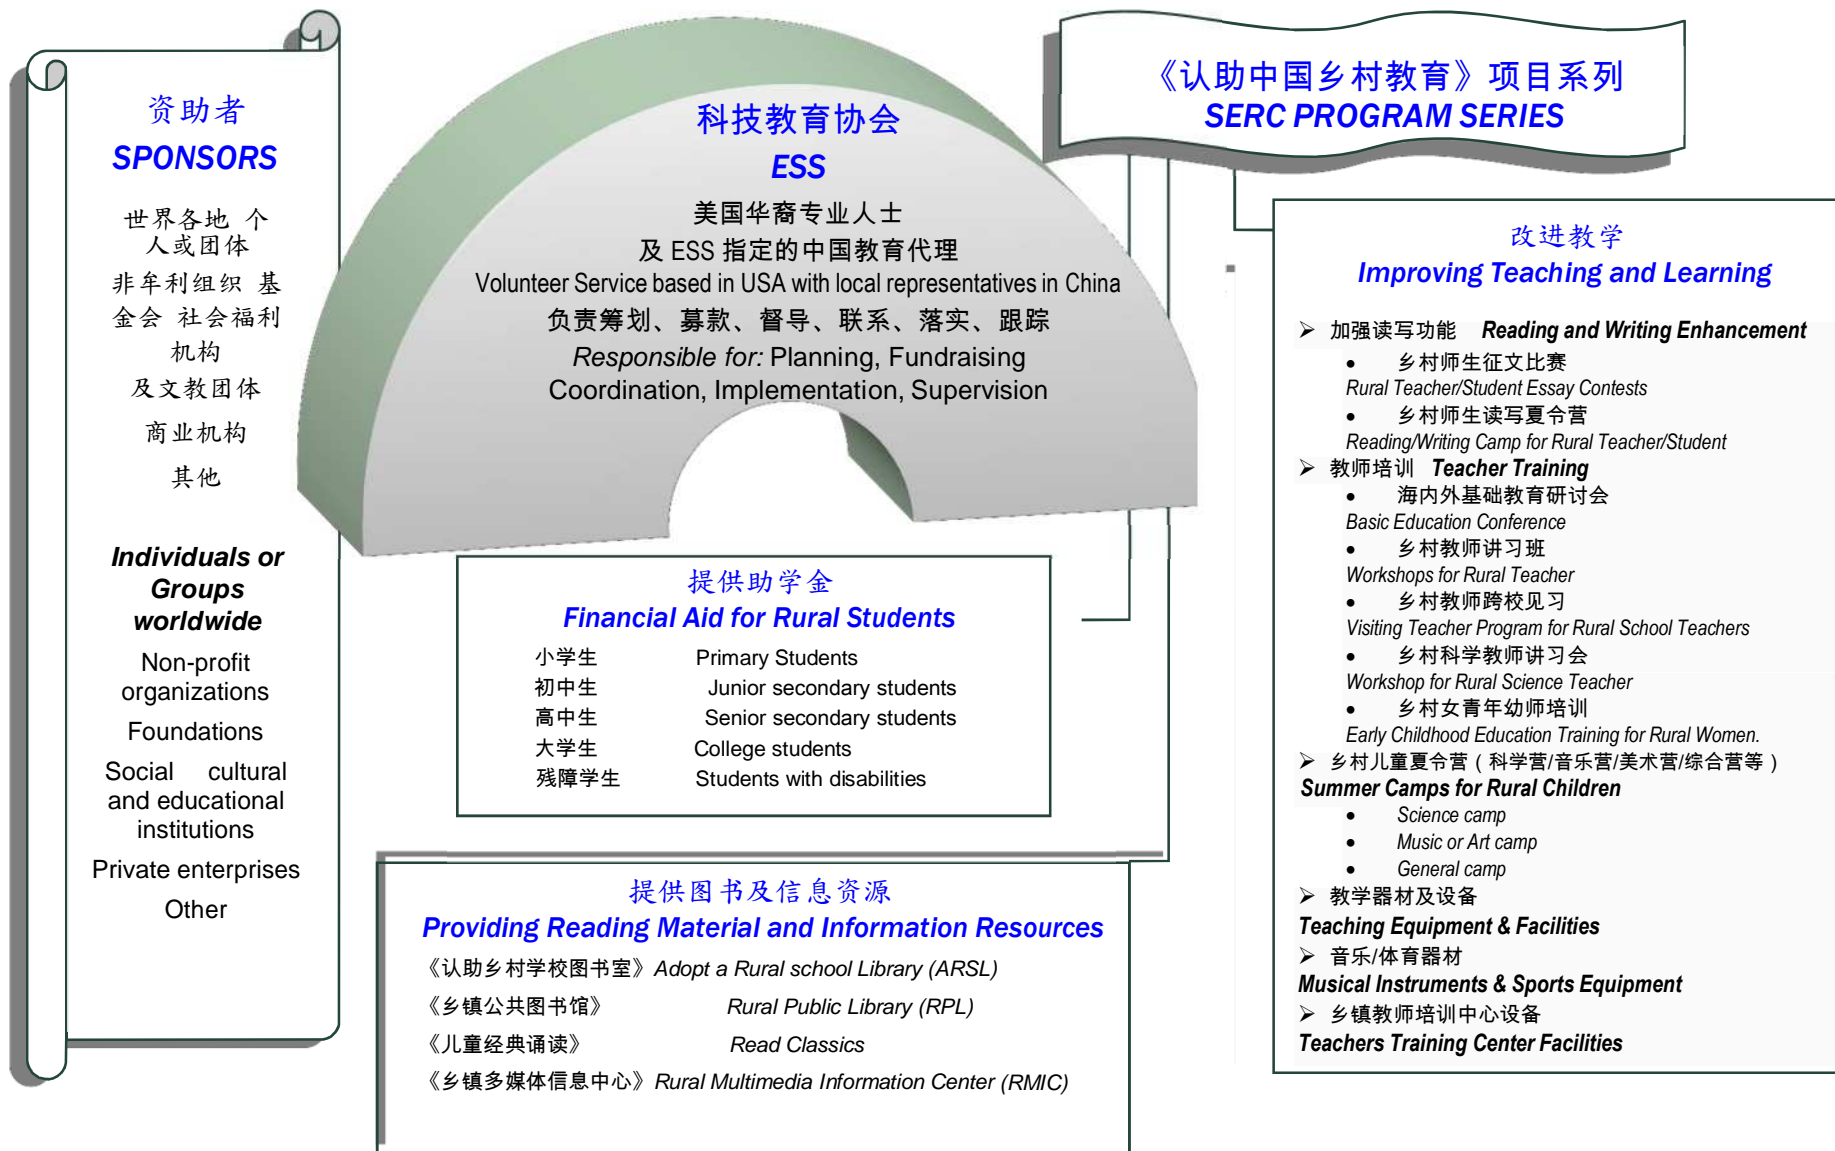 资助者
SPONSORS
世界各地 个
人或团体
非牟利组织 基
金会 社会福利
机构
及文教团体
商业机构
其他
Individuals or
Groups
worldwide
Non-profit
organizations
Foundations
Social cultural
and educational
institutions
Private enterprises
Other
科技教育协会
ESS
美国华裔专业人士
及 ESS 指定的中国教育代理
Volunteer Service based in USA with local representatives in China
负责筹划、募款、督导、联系、落实、跟踪
Responsible for: Planning, Fundraising
Coordination, Implementation, Supervision
《认助中国乡村教育》项目系列
SERC PROGRAM SERIES
提供助学金
Financial Aid for Rural Students
小学生 Primary Students
初中生 Junior secondary students
高中生 Senior secondary students
大学生 College students
残障学生 Students with disabilities
提供图书及信息资源
Providing Reading Material and Information Resources
《认助乡村学校图书室》Adopt a Rural school Library (ARSL)
《乡镇公共图书馆》 Rural Public Library (RPL)
《儿童经典诵读》 Read Classics
《乡镇多媒体信息中心》Rural Multimedia Information Center (RMIC)
改进教学
Improving Teaching and Learning
➢ 加强读写功能 Reading and Writing Enhancement
• 乡村师生征文比赛
Rural Teacher/Student Essay Contests
• 乡村师生读写夏令营
Reading/Writing Camp for Rural Teacher/Student
➢ 教师培训 Teacher Training
• 海内外基础教育研讨会
Basic Education Conference
• 乡村教师讲习班
Workshops for Rural Teacher
• 乡村教师跨校见习
Visiting Teacher Program for Rural School Teachers
• 乡村科学教师讲习会
Workshop for Rural Science Teacher
• 乡村女青年幼师培训
Early Childhood Education Training for Rural Women.
➢ 乡村儿童夏令营（科学营/音乐营/美术营/综合营等）
Summer Camps for Rural Children
• Science camp
• Music or Art camp
• General camp
➢ 教学器材及设备
Teaching Equipment & Facilities
➢ 音乐/体育器材
Musical Instruments & Sports Equipment
➢ 乡镇教师培训中心设备
Teachers Training Center Facilities